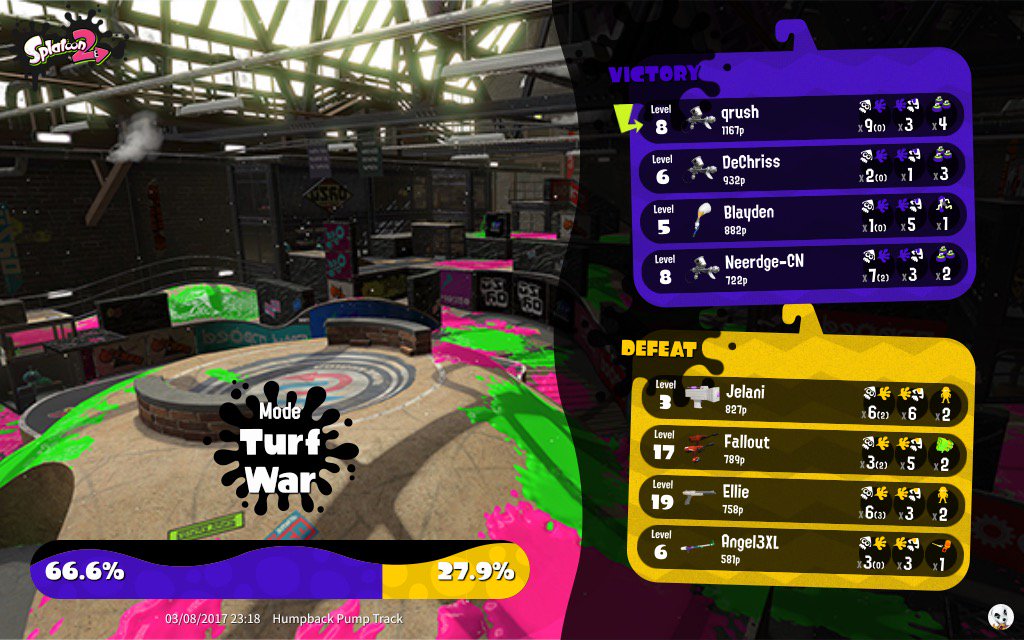 Splatoon 2
VICTORY
Level
8
qrush
1167p
x9(0)
x3
x4
Level
6
DeChriss
932p
x2(0)
x1
x3
Level
5
Blayden
882p
x1(0)
x5
x1
Level
8
Neerdge-CN
722p
x7(2)
x3
x2
DEFEAT
Level
3
Jelani
827p
x6(2)
x6
x2
Level
17
Fallout
789p
x3(2)
x5
x2
Level
19
Ellie
758p
x6(3)
x3
x2
Level
6
Angel3XL
581p
x3(0)
x3
x1
Mode
Turf
War
66.6%
27.9%
03/08/2017 23:18 Humpback Pump Track